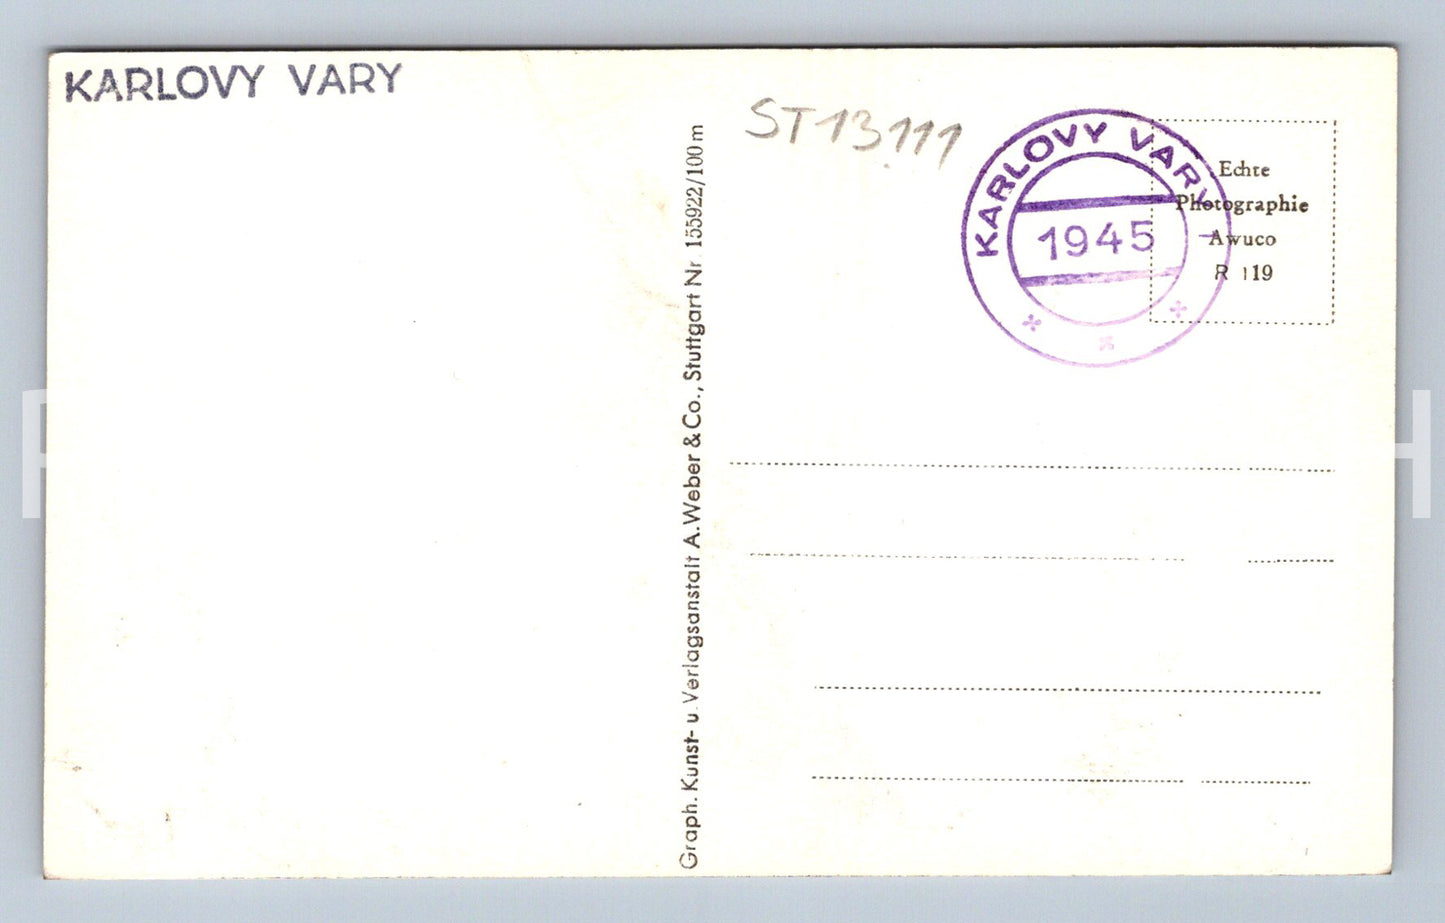 KARLOVY VARY
ST 13111
KARLOVY VARY
1945
Echte
Photographie
Awuco
R 119
Graph. Kunst- u. Verlagsanstalt A. Weber & Co., Stuttgart Nr. 155922/100 m